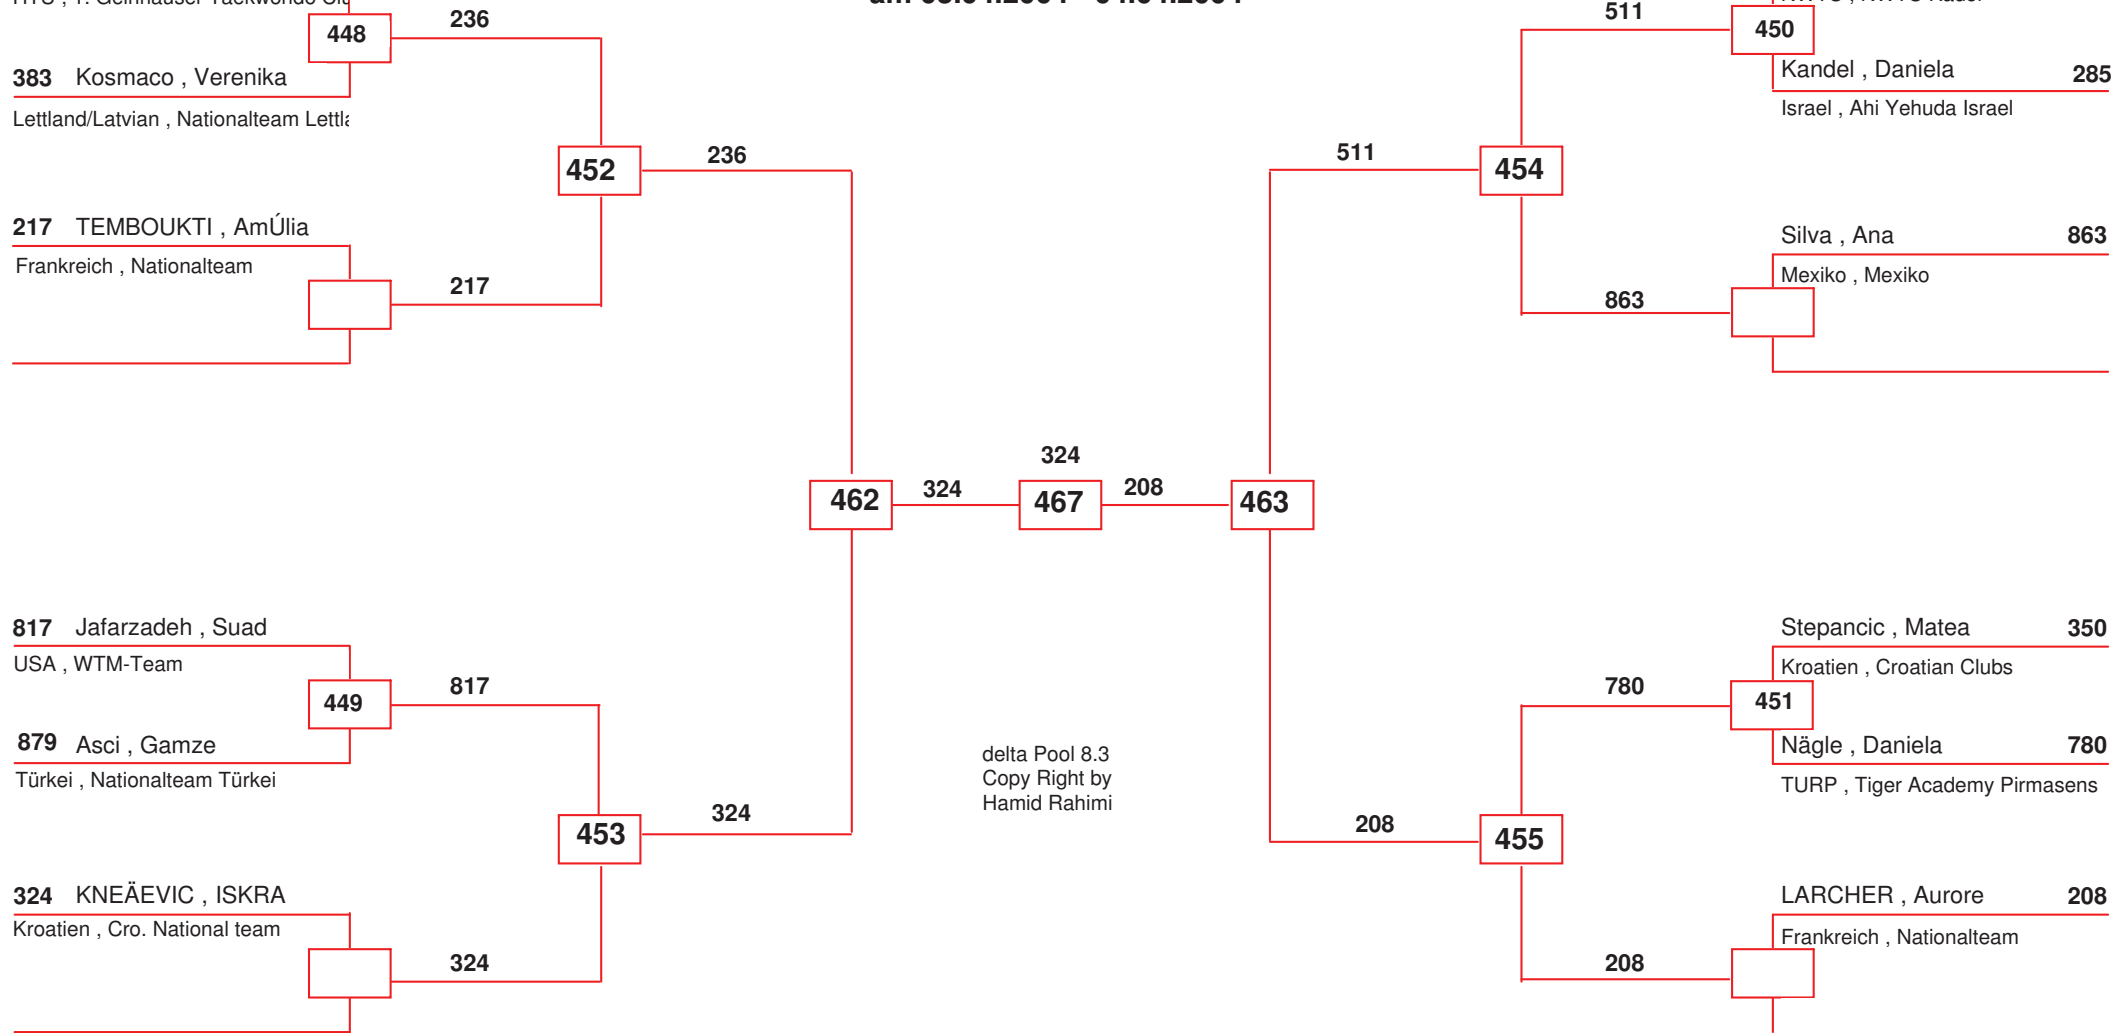 236
511
448
450
383 Kosmaco , Verenika
Kandel , Daniela 285
Lettland/Latvian , Nationalteam
Israel , Ahi Yehuda Israel
452
236
511
454
217 TEMBOUKTI , AmÚlia
Silva , Ana 863
Frankreich , Nationalteam
Mexiko , Mexiko
217
863
324
462
324
467
208
463
817 Jafarzadeh , Suad
Stepancic , Matea 350
USA , WTM-Team
Kroatien , Croatian Clubs
817
780
449
451
879 Asci , Gamze
Nägle , Daniela 780
Türkei , Nationalteam Türkei
TURP , Tiger Academy Pirmasens
delta Pool 8.3
Copy Right by
Hamid Rahimi
453
324
208
455
324 KNEÄEVIC , ISKRA
LARCHER , Aurore 208
Kroatien , Cro. National team
Frankreich , Nationalteam
324
208